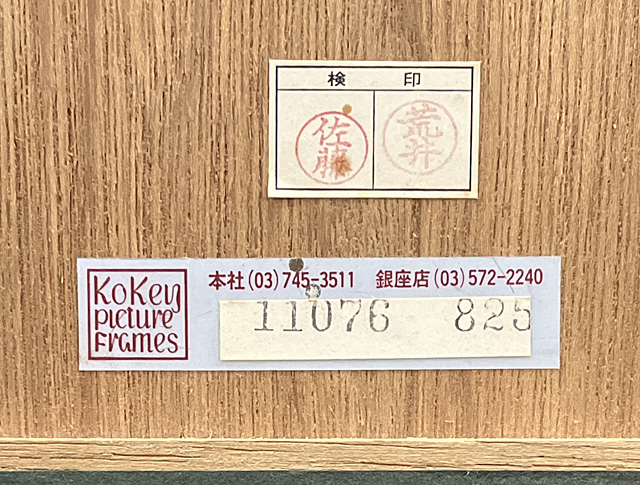 検 印
佐藤
荒井
本社(03)745-3511 銀座店(03)572-2240
KoKey
picture
Frames
11076 825